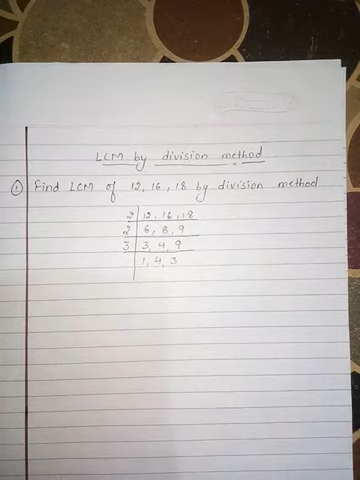 LCM by division method
① Find LCM of 12, 16, 18 by division method
2 | 12, 16, 18
2 | 6, 8, 9
3 | 3, 4, 9
| 1, 4, 3